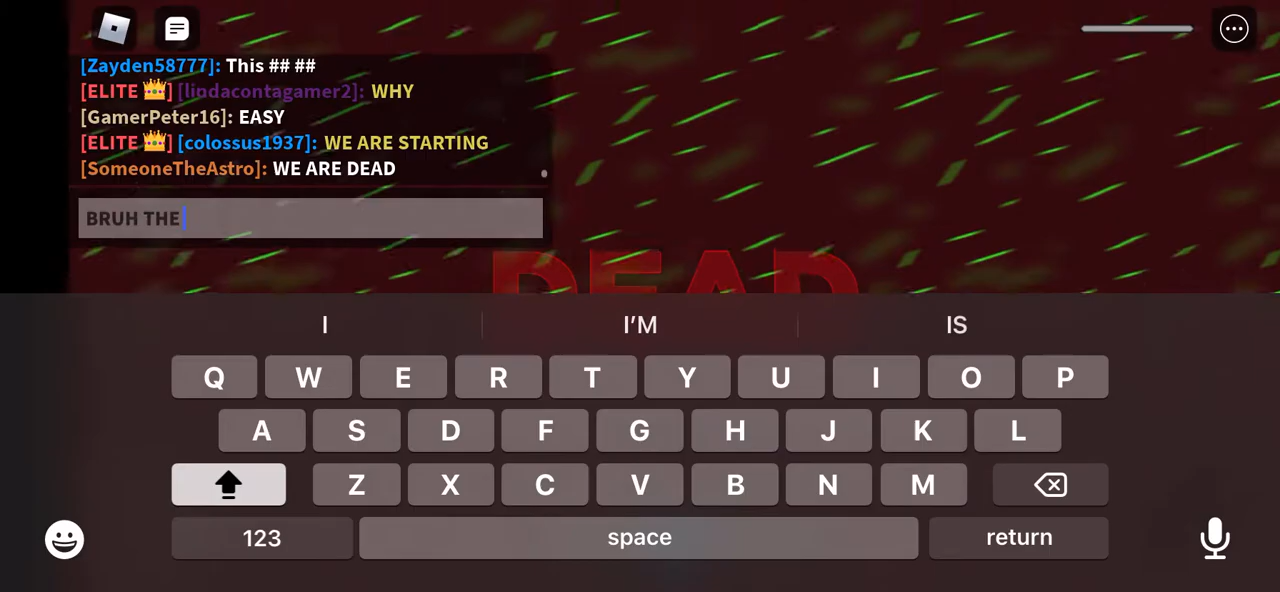 [Zayden58777]: This ## ##
[ELITE 👑] [lindacontagamer2]: WHY
[GamerPeter16]: EASY
[ELITE 👑] [colossus1937]: WE ARE STARTING
[SomeoneTheAstro]: WE ARE DEAD
BRUH THE
DEAD
I I'M IS
Q W E R T Y U I O P
A S D F G H J K L
Z X C V B N M
123 space return